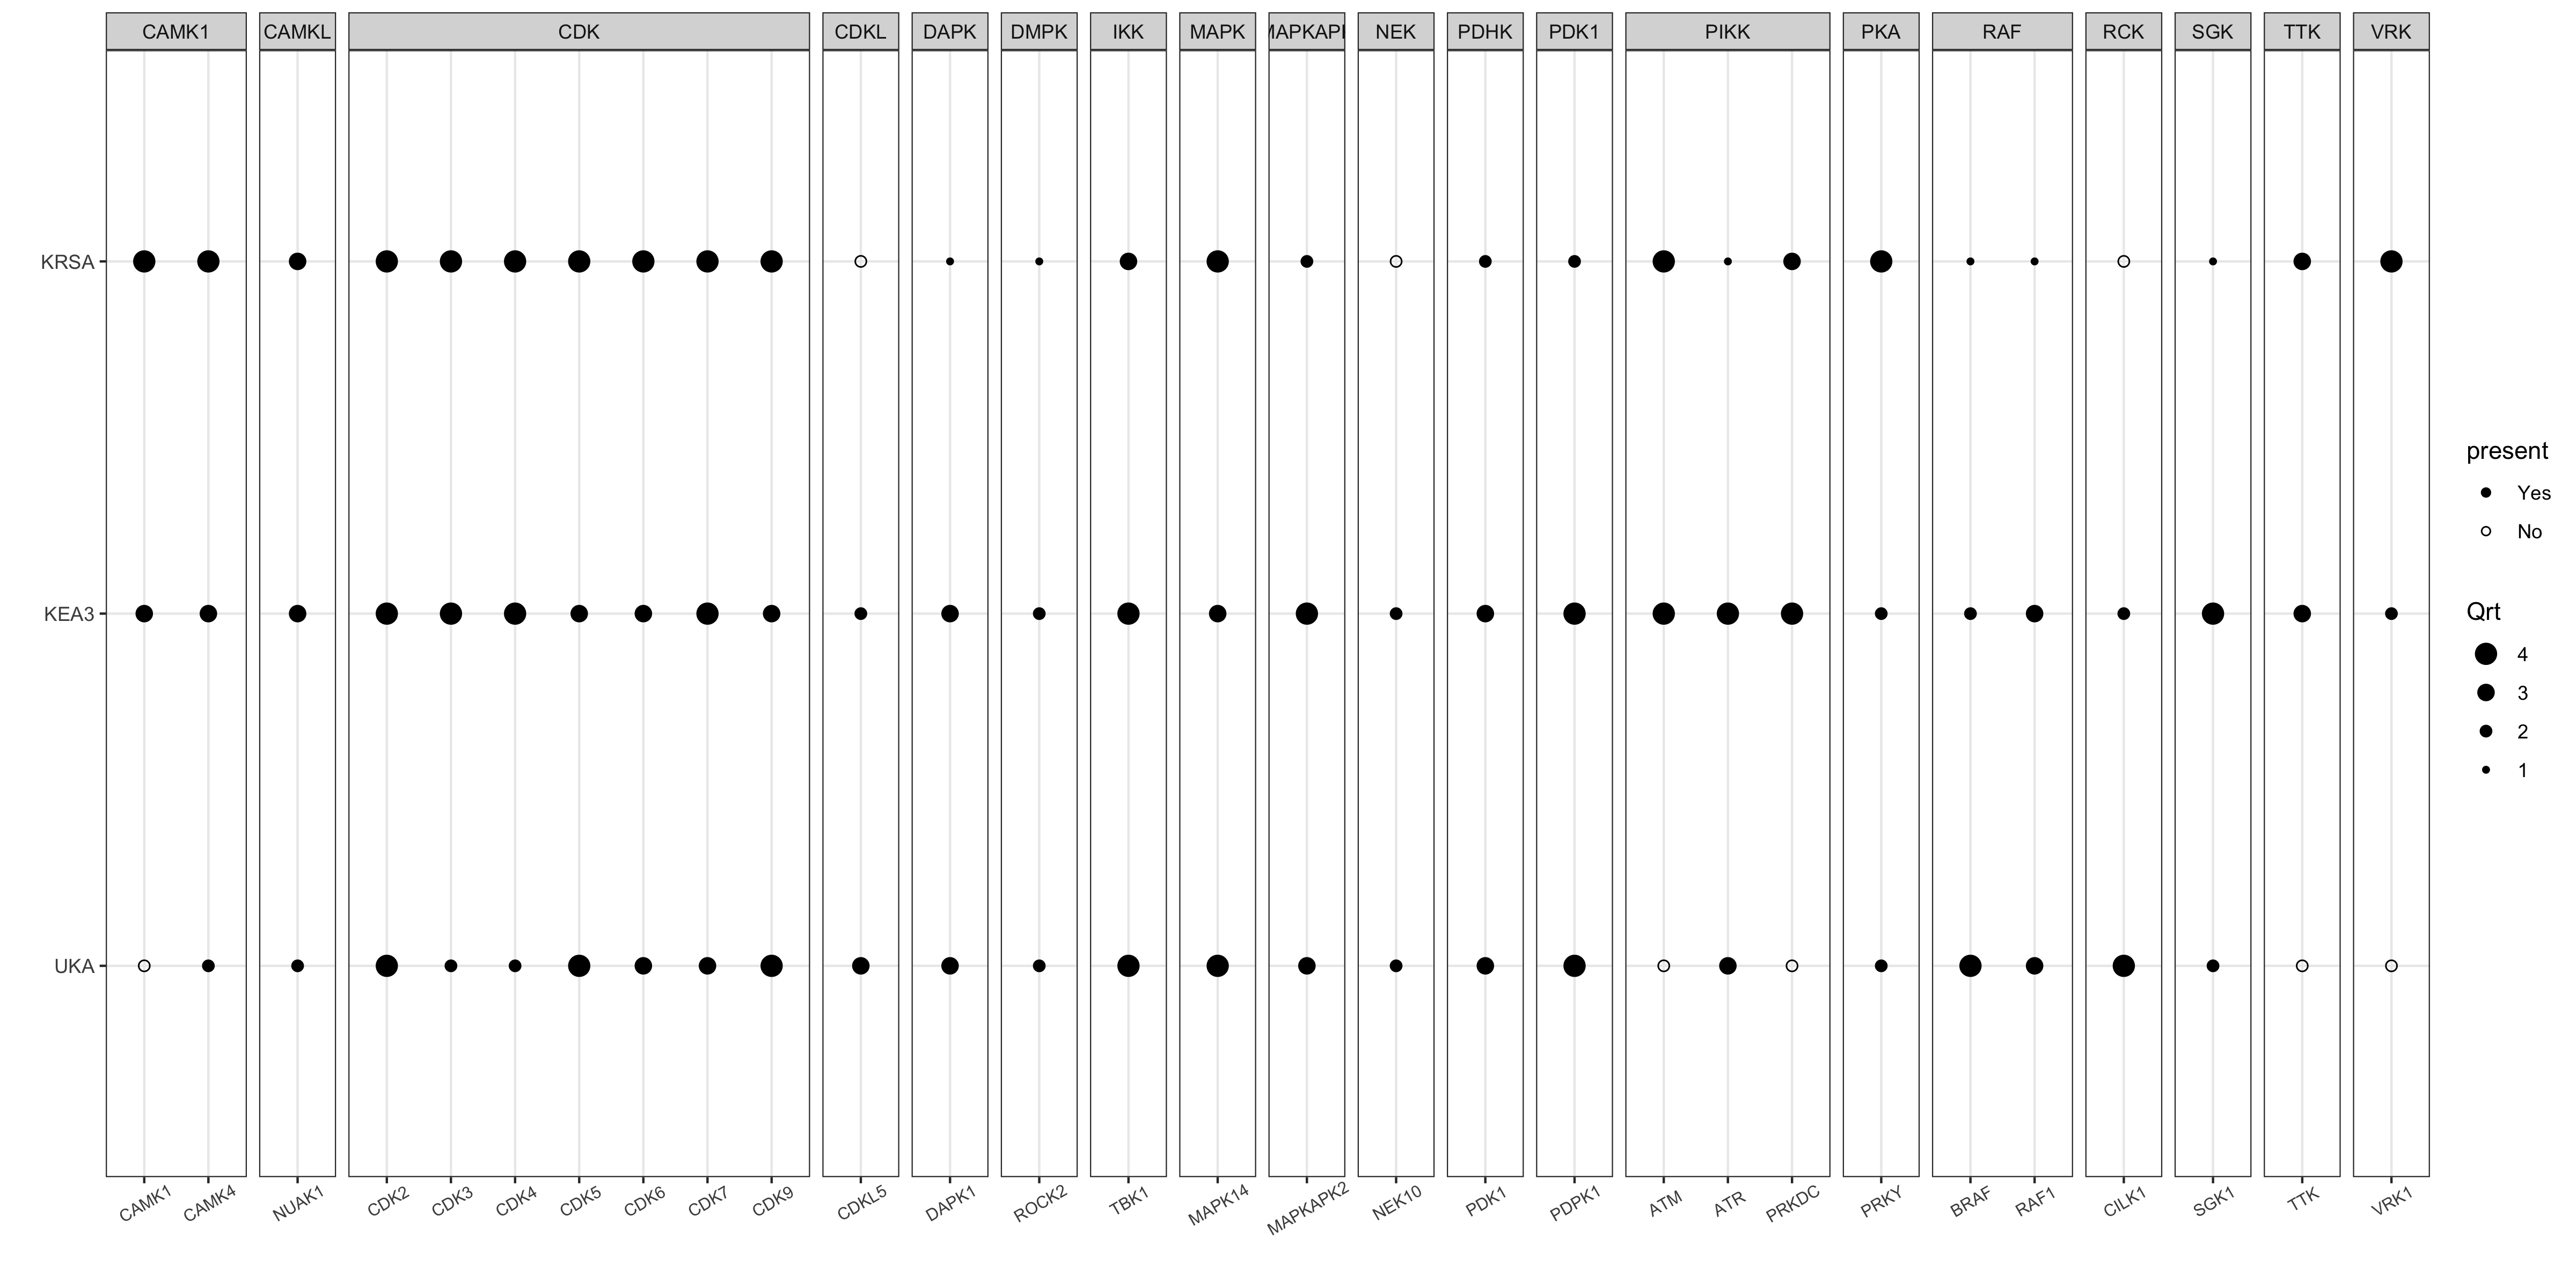 CAMK1 CAMKL CDK CDKL DAPK DMPK IKK MAPK MAPKAPK NEK PDHK PDK1 PIKK PKA RAF RCK SGK TTK VRK
KRSA
KEA3
UKA
CAMK1 CAMK4 NUAK1 CDK2 CDK3 CDK4 CDK5 CDK6 CDK7 CDK9 CDKL5 DAPK1 ROCK2 TBK1 MAPK14 MAPKAPK2 NEK10 PDK1 PDPK1 ATM ATR PRKDC PRKY BRAF RAF1 CILK1 SGK1 TTK VRK1
present
Yes
No
Qrt
4
3
2
1